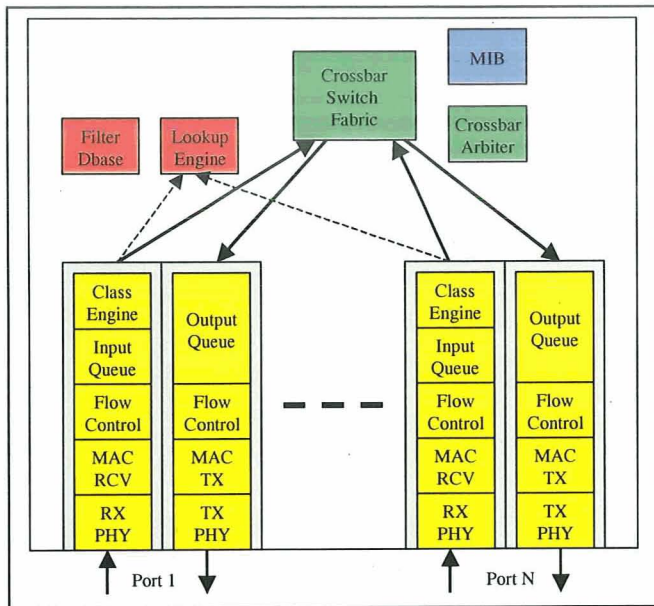 MIB
Crossbar
Switch
Fabric
Filter
Dbase
Lookup
Engine
Crossbar
Arbiter
Class
Engine
Input
Queue
Flow
Control
MAC
RCV
RX
PHY
Output
Queue
Flow
Control
MAC
TX
TX
PHY
Class
Engine
Input
Queue
Flow
Control
MAC
RCV
RX
PHY
Output
Queue
Flow
Control
MAC
TX
TX
PHY
Port 1
Port N